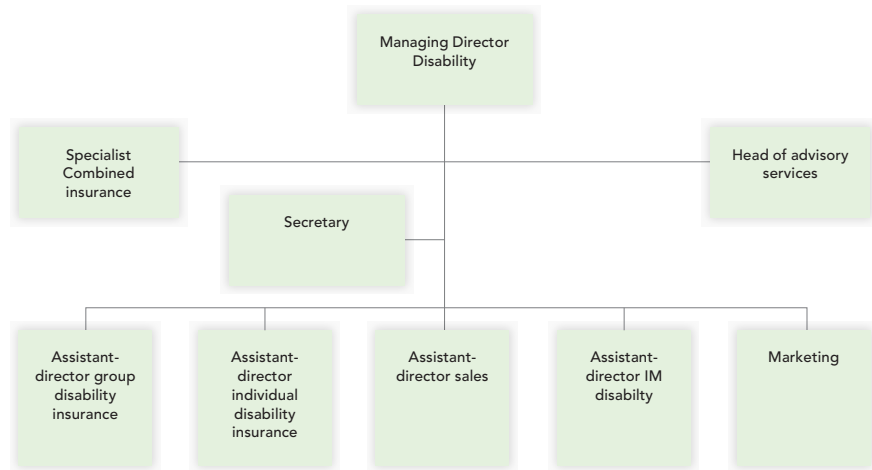 Managing Director
Disability
Specialist
Combined
insurance
Head of advisory
services
Secretary
Assistant-
director group
disability
insurance
Assistant-
director
individual
disability
insurance
Assistant-
director sales
Assistant-
director IM
disabilty
Marketing